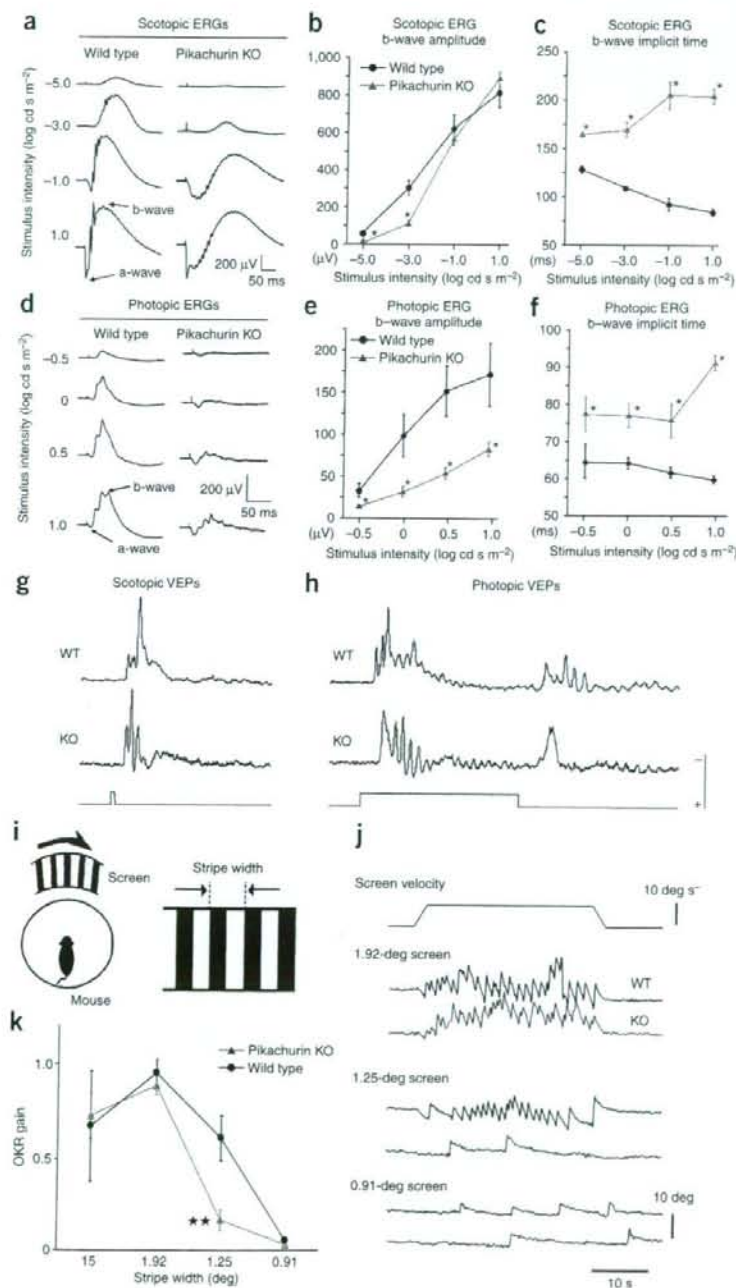 a
Scotopic ERGs
Wild type
Pikachurin KO
Stimulus intensity (log cd s m−2)
−5.0
−3.0
−1.0
1.0
b-wave
a-wave
200 µV
50 ms
b
Scotopic ERG
b-wave amplitude
Wild type
Pikachurin KO
1,000
800
600
400
200
0
(µV)
−5.0 −3.0 −1.0 1.0
Stimulus intensity (log cd s m−2)
c
Scotopic ERG
b-wave implicit time
250
200
150
100
50
(ms)
−5.0 −3.0 −1.0 1.0
Stimulus intensity (log cd s m−2)
d
Photopic ERGs
Wild type
Pikachurin KO
Stimulus intensity (log cd s m−2)
−0.5
0
0.5
1.0
b-wave
a-wave
200 µV
50 ms
e
Photopic ERG
b-wave amplitude
Wild type
Pikachurin KO
200
150
100
50
0
(µV)
−0.5 0 0.5 1.0
Stimulus intensity (log cd s m−2)
f
Photopic ERG
b-wave implicit time
100
90
80
70
60
50
(ms)
−0.5 0 0.5 1.0
Stimulus intensity (log cd s m−2)
g
Scotopic VEPs
WT
KO
h
Photopic VEPs
WT
KO
−
+
i
Screen
Mouse
Stripe width
j
Screen velocity
10 deg s−
1.92-deg screen
WT
KO
1.25-deg screen
0.91-deg screen
10 deg
10 s
k
Pikachurin KO
Wild type
OKR gain
1.0
0.5
0
15 1.92 1.25 0.91
Stripe width (deg)